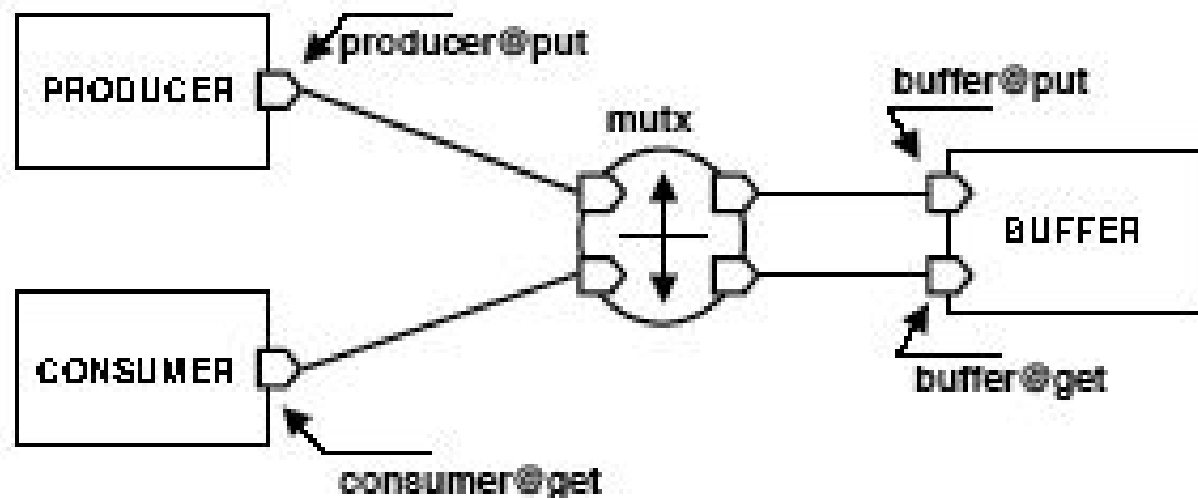 producer@put
PRODUCER
buffer@put
mutx
BUFFER
CONSUMER
buffer@get
consumer@get